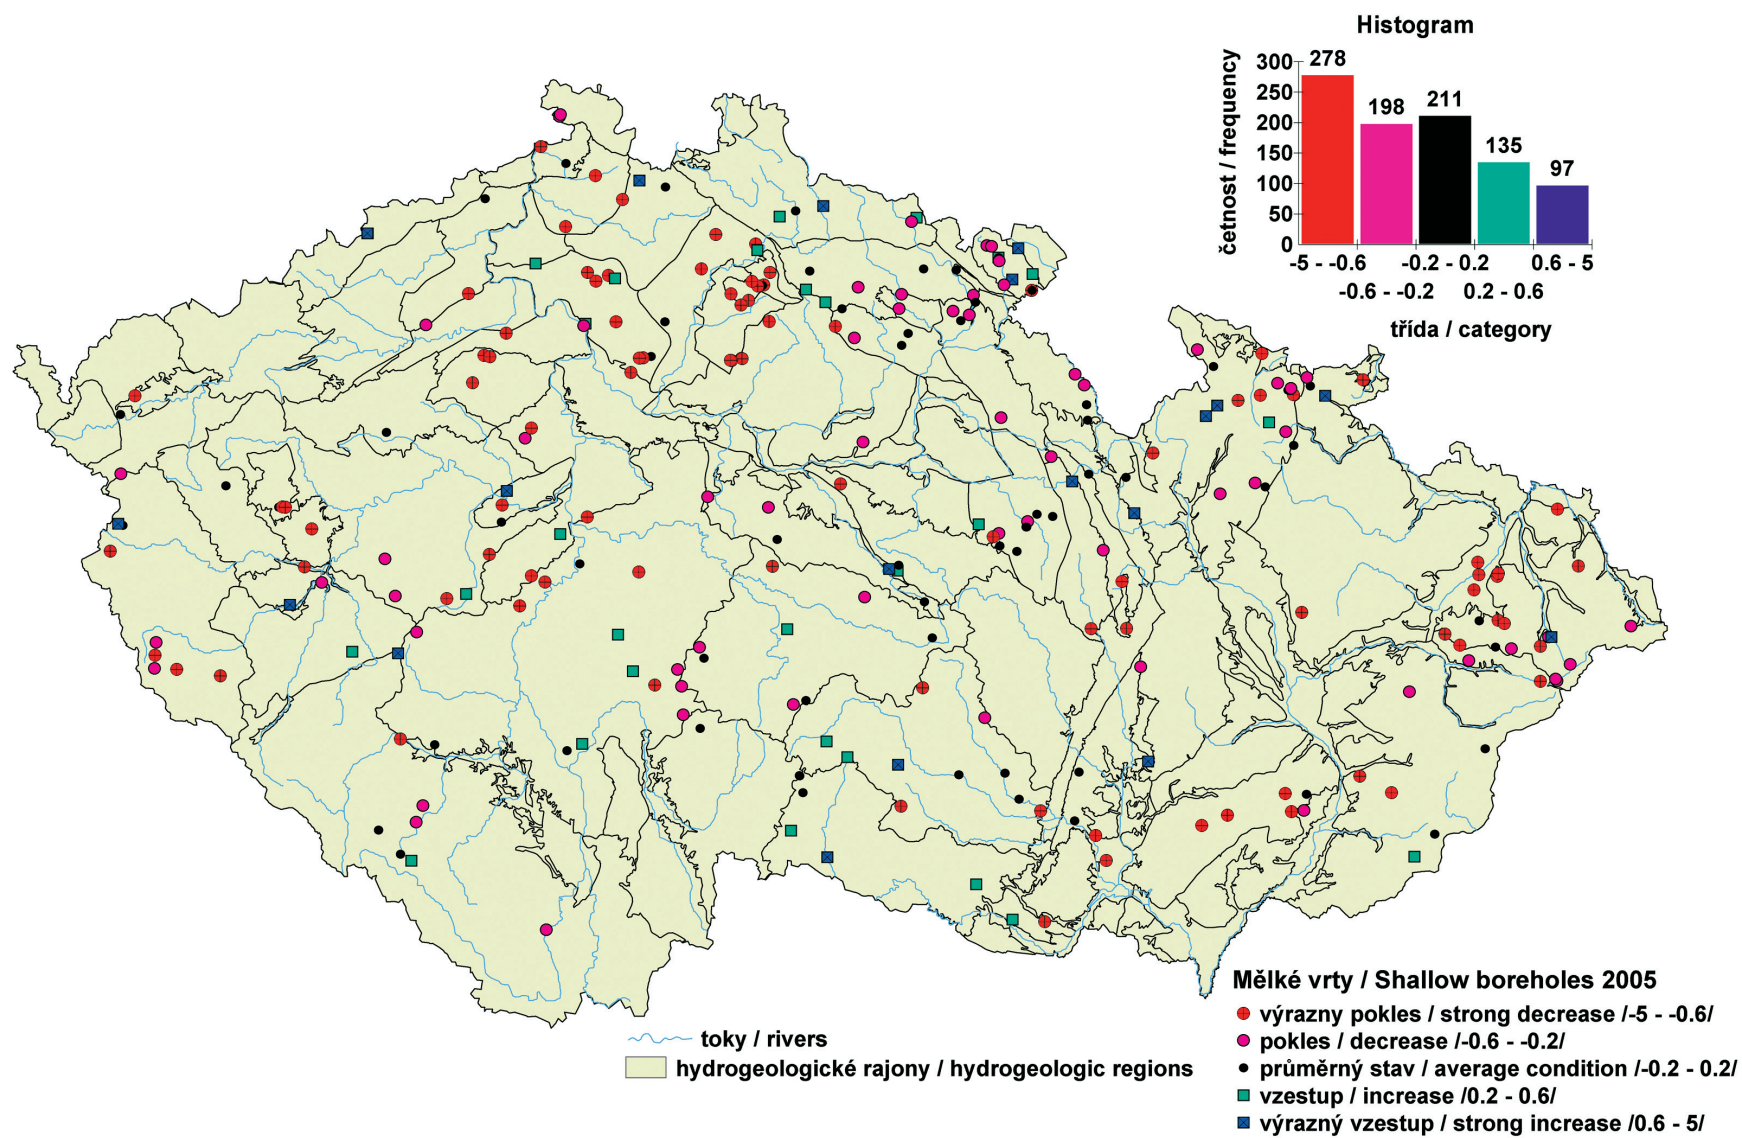 Histogram
četnost / frequency
300
250
200
150
100
50
0
278
198
211
135
97
-5 - -0.6
-0.2 - 0.2
0.6 - 5
-0.6 - -0.2
0.2 - 0.6
třída / category
Mělké vrty / Shallow boreholes 2005
výrazny pokles / strong decrease /-5 - -0.6/
pokles / decrease /-0.6 - -0.2/
průměrný stav / average condition /-0.2 - 0.2/
vzestup / increase /0.2 - 0.6/
výrazný vzestup / strong increase /0.6 - 5/
toky / rivers
hydrogeologické rajony / hydrogeologic regions